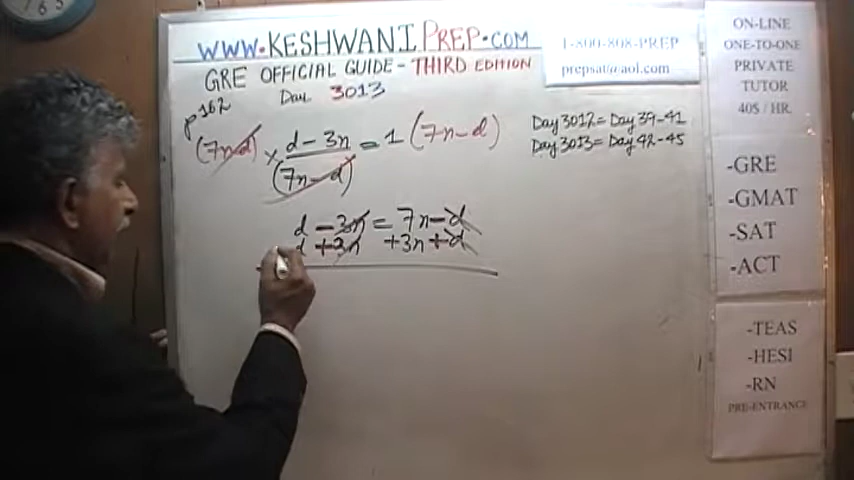 WWW.KESHWANIPREP.COM
1-800-808-PREP
prepsat@aol.com
GRE OFFICIAL GUIDE - THIRD EDITION
Day 3013
p162
Day 3012 = Day 39-41
Day 3013 = Day 42-45
(7n-d) × d-3n = 1 (7n-d)
(7n-d)
d - 3n = 7n - d
d + 3n +3n + d
ON-LINE
ONE-TO-ONE
PRIVATE
TUTOR
40$ / HR.
-GRE
-GMAT
-SAT
-ACT
-TEAS
-HESI
-RN
PRE-ENTRANCE